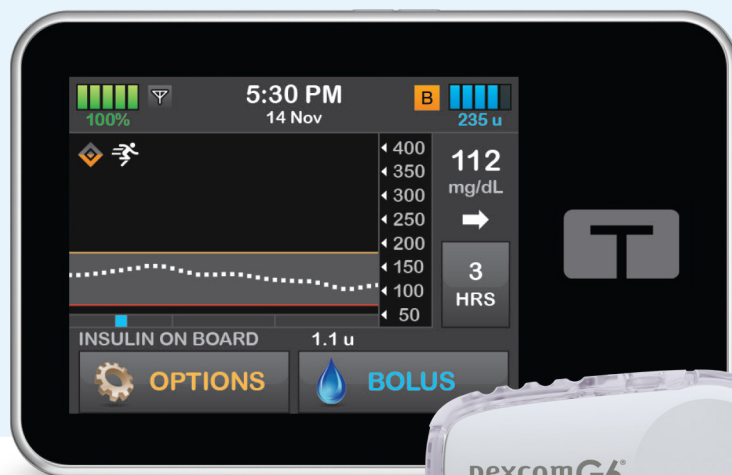 5:30 PM
B
100%
14 Nov
235 u
400
350
300
250
200
150
100
50
112
mg/dL
3
HRS
INSULIN ON BOARD 1.1 u
OPTIONS
BOLUS
T
Dexcom G6